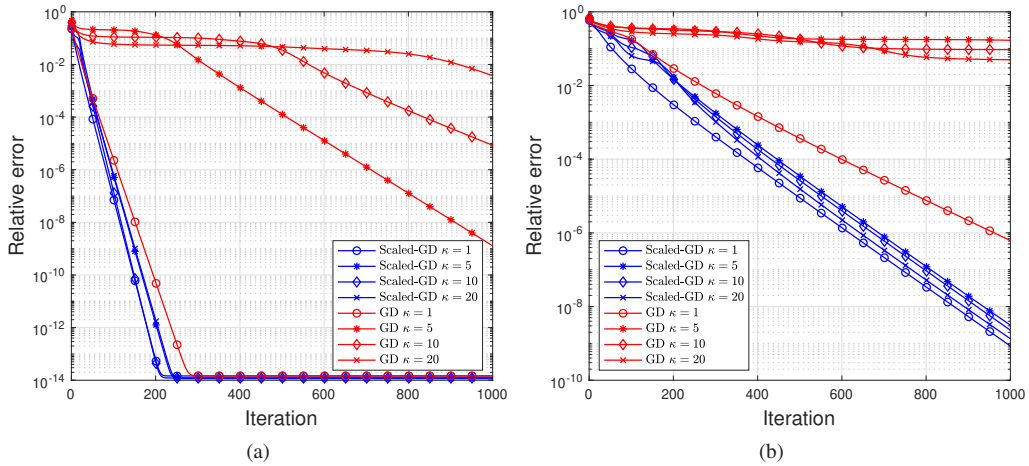 10^0
10^-2
10^-4
10^-6
10^-8
10^-10
10^-12
10^-14
Relative error
0 200 400 600 800 1000
Iteration
Scaled-GD κ = 1
Scaled-GD κ = 5
Scaled-GD κ = 10
Scaled-GD κ = 20
GD κ = 1
GD κ = 5
GD κ = 10
GD κ = 20
(a)
10^0
10^-2
10^-4
10^-6
10^-8
10^-10
Relative error
0 200 400 600 800 1000
Iteration
Scaled-GD κ = 1
Scaled-GD κ = 5
Scaled-GD κ = 10
Scaled-GD κ = 20
GD κ = 1
GD κ = 5
GD κ = 10
GD κ = 20
(b)